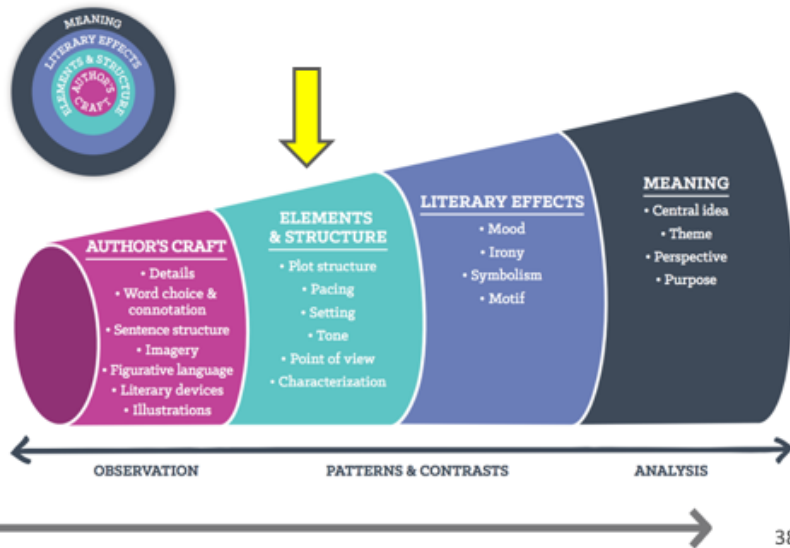 MEANING
LITERARY EFFECTS
ELEMENTS & STRUCTURE
AUTHOR'S
CRAFT
AUTHOR'S CRAFT
• Details
• Word choice &
connotation
• Sentence structure
• Imagery
• Figurative language
• Literary devices
• Illustrations
ELEMENTS
& STRUCTURE
• Plot structure
• Pacing
• Setting
• Tone
• Point of view
• Characterization
LITERARY EFFECTS
• Mood
• Irony
• Symbolism
• Motif
MEANING
• Central idea
• Theme
• Perspective
• Purpose
OBSERVATION
PATTERNS & CONTRASTS
ANALYSIS
38